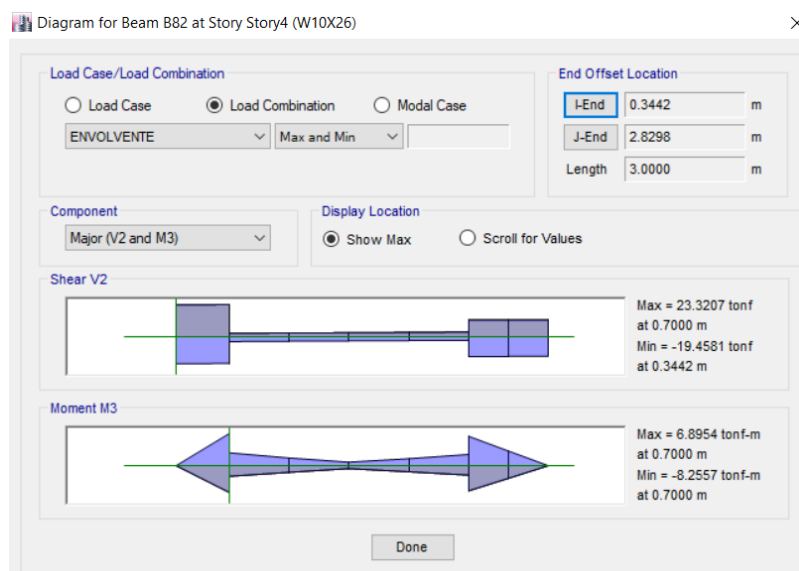 Diagram for Beam B82 at Story Story4 (W10X26)
Load Case/Load Combination
Load Case
Load Combination
Modal Case
ENVOLVENTE
Max and Min
End Offset Location
I-End
0.3442
m
J-End
2.8298
m
Length
3.0000
m
Component
Major (V2 and M3)
Display Location
Show Max
Scroll for Values
Shear V2
Max = 23.3207 tonf
at 0.7000 m
Min = -19.4581 tonf
at 0.3442 m
Moment M3
Max = 6.8954 tonf-m
at 0.7000 m
Min = -8.2557 tonf-m
at 0.7000 m
Done